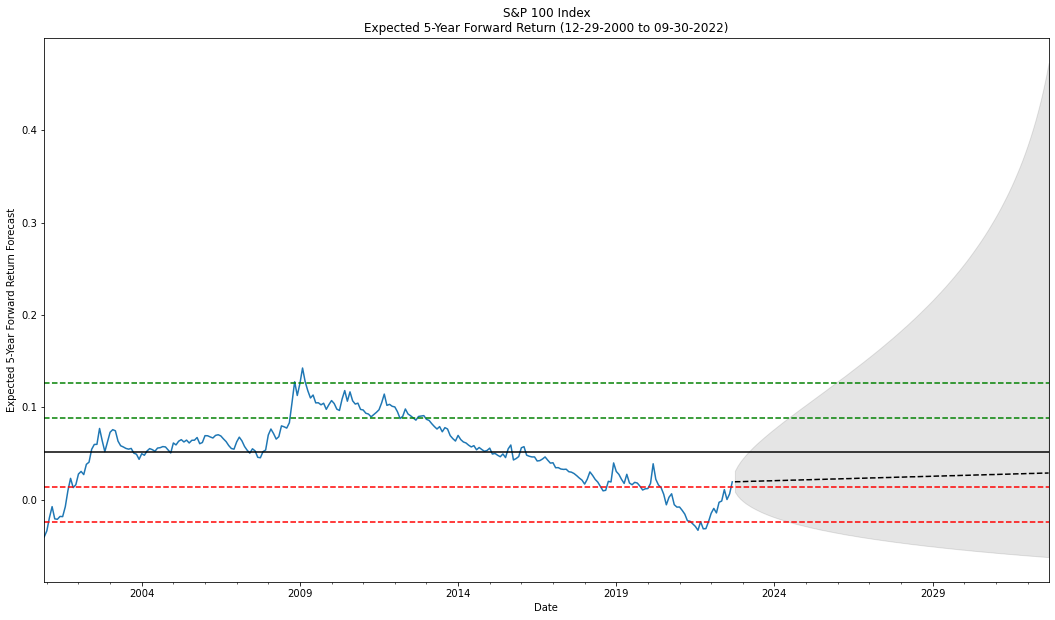 S&P 100 Index
Expected 5-Year Forward Return (12-29-2000 to 09-30-2022)
Expected 5-Year Forward Return Forecast
0.4
0.3
0.2
0.1
0.0
2004 2009 2014 2019 2024 2029
Date